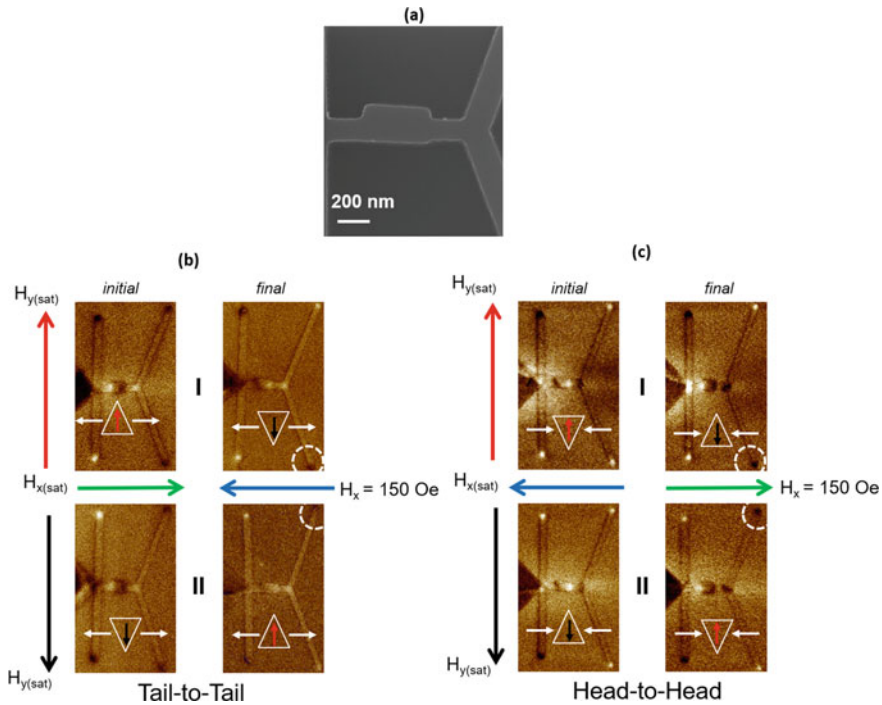 (a)
200 nm
(b)
(c)
Hy(sat)
initial
final
Hy(sat)
initial
final
I
I
Hx(sat)
Hx = 150 Oe
Hx(sat)
Hx = 150 Oe
II
II
Hy(sat)
Hy(sat)
Tail-to-Tail
Head-to-Head